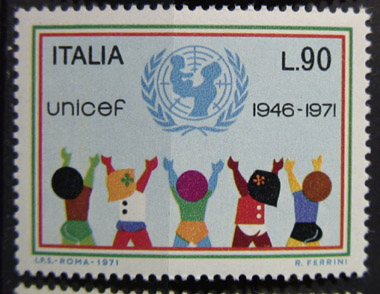 ITALIA L.90
unicef 1946-1971
I.P.S.-ROMA-1971 R. FERRINI